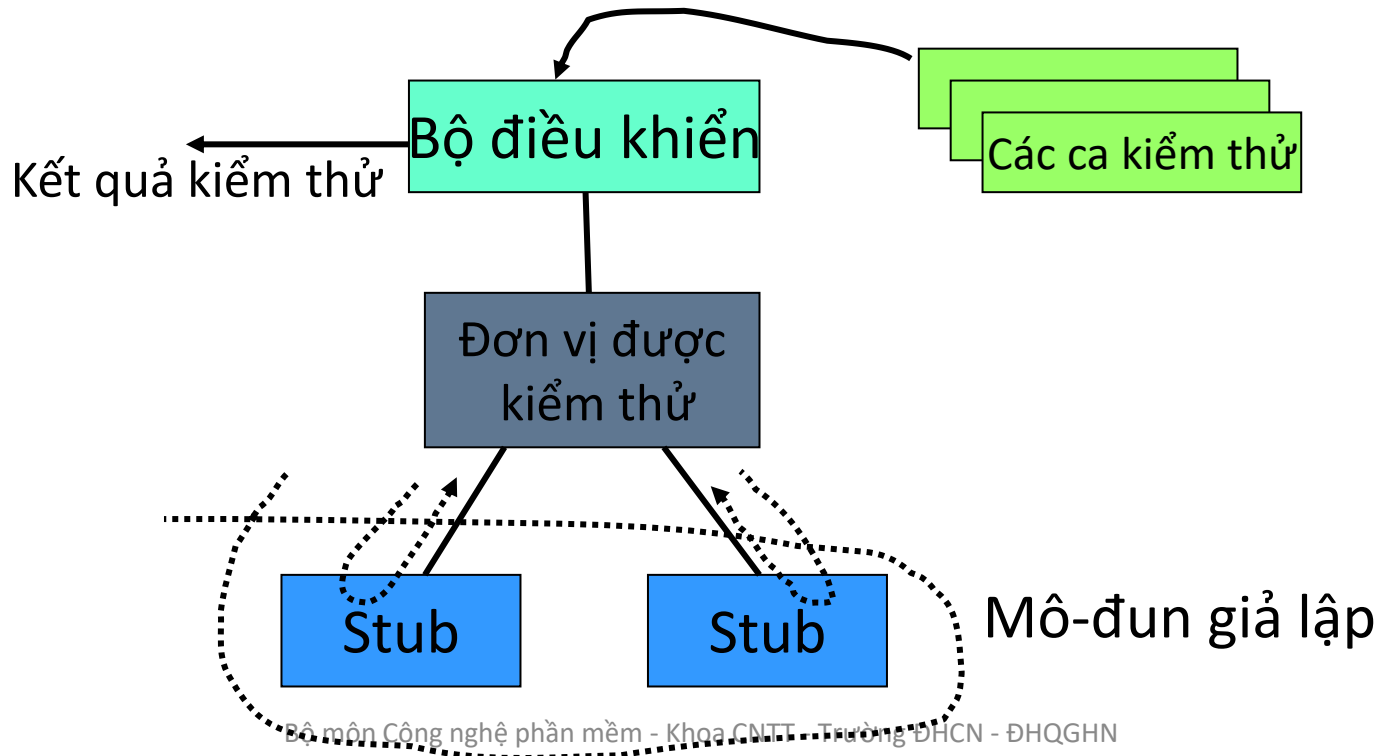 Bộ điều khiển
Các ca kiểm thử
Kết quả kiểm thử
Đơn vị được
kiểm thử
Stub
Stub
Mô-đun giả lập
Bộ môn Công nghệ phần mềm - Khoa CNTT - Trường ĐHCN - ĐHQGHN